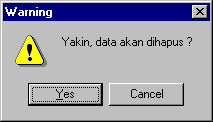 Warning
Yakin, data akan dihapus ?
Yes
Cancel